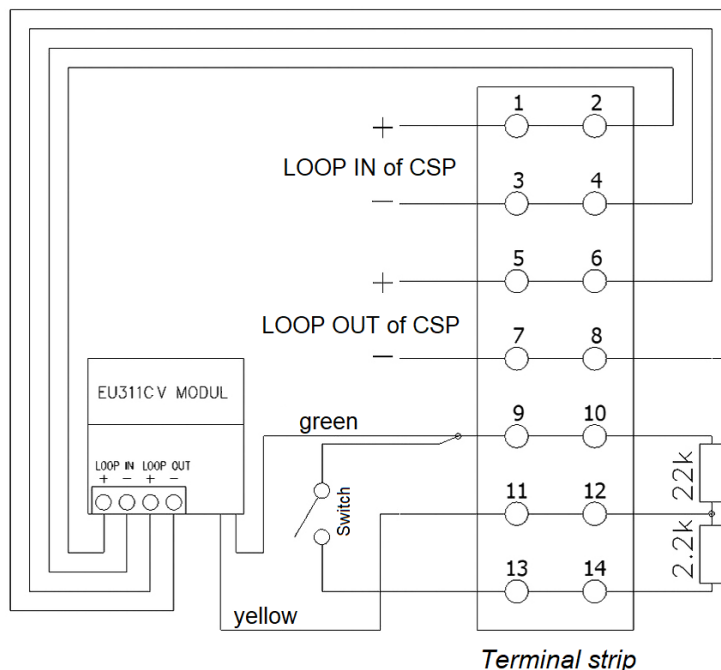 1 2
+
LOOP IN of CSP
3 4
−
5 6
+
LOOP OUT of CSP
7 8
−
EU311CV MODUL
LOOP IN LOOP OUT
+ − + −
green
9 10
22k
Switch
11 12
2.2k
13 14
yellow
Terminal strip